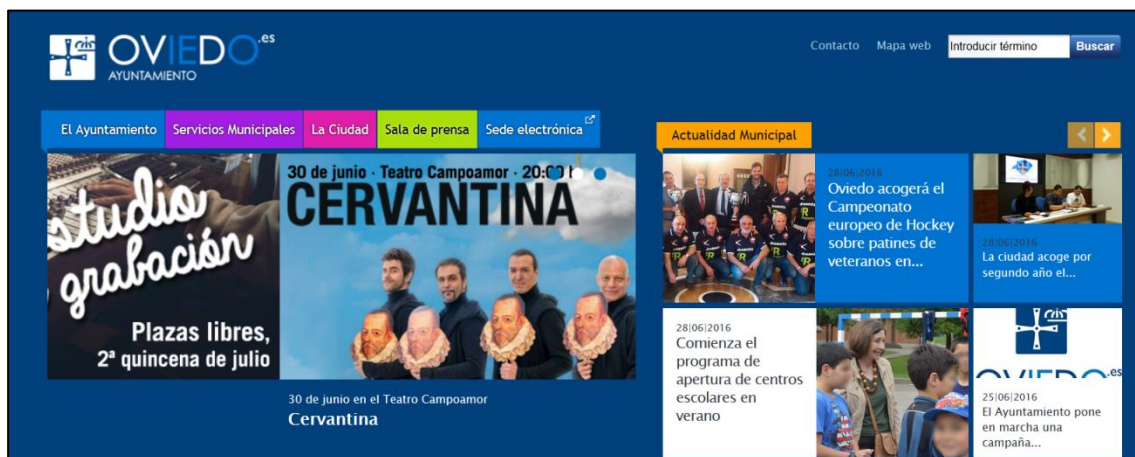 OVIEDO.es
AYUNTAMIENTO
Contacto
Mapa web
Introducir término
Buscar
El Ayuntamiento
Servicios Municipales
La Ciudad
Sala de prensa
Sede electrónica
studio
grabación
Plazas libres,
2ª quincena de julio
30 de junio · Teatro Campoamor · 20:00 h
CERVANTINA
30 de junio en el Teatro Campoamor
Cervantina
Actualidad Municipal
28|06|2016
Oviedo acogerá el
Campeonato
europeo de Hockey
sobre patines de
veteranos en...
28|06|2016
La ciudad acoge por
segundo año el...
28|06|2016
Comienza el
programa de
apertura de centros
escolares en
verano
OVIEDO.es
25|06|2016
El Ayuntamiento pone
en marcha una
campaña...